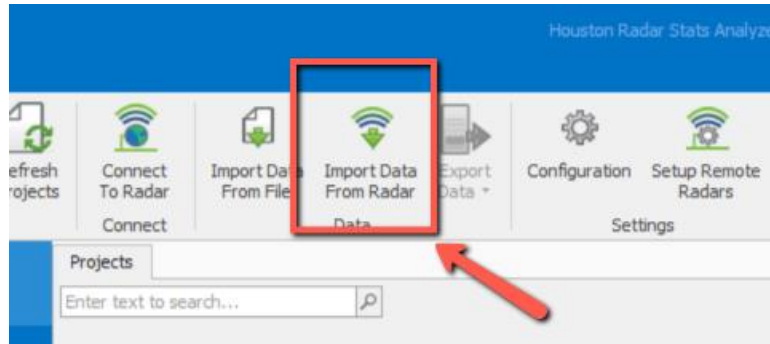 Houston Radar Stats Analyze
efresh
rojects
Connect
To Radar
Import Data
From File
Import Data
From Radar
Export
Data
Configuration
Setup Remote
Radars
Connect
Data
Settings
Projects
Enter text to search...